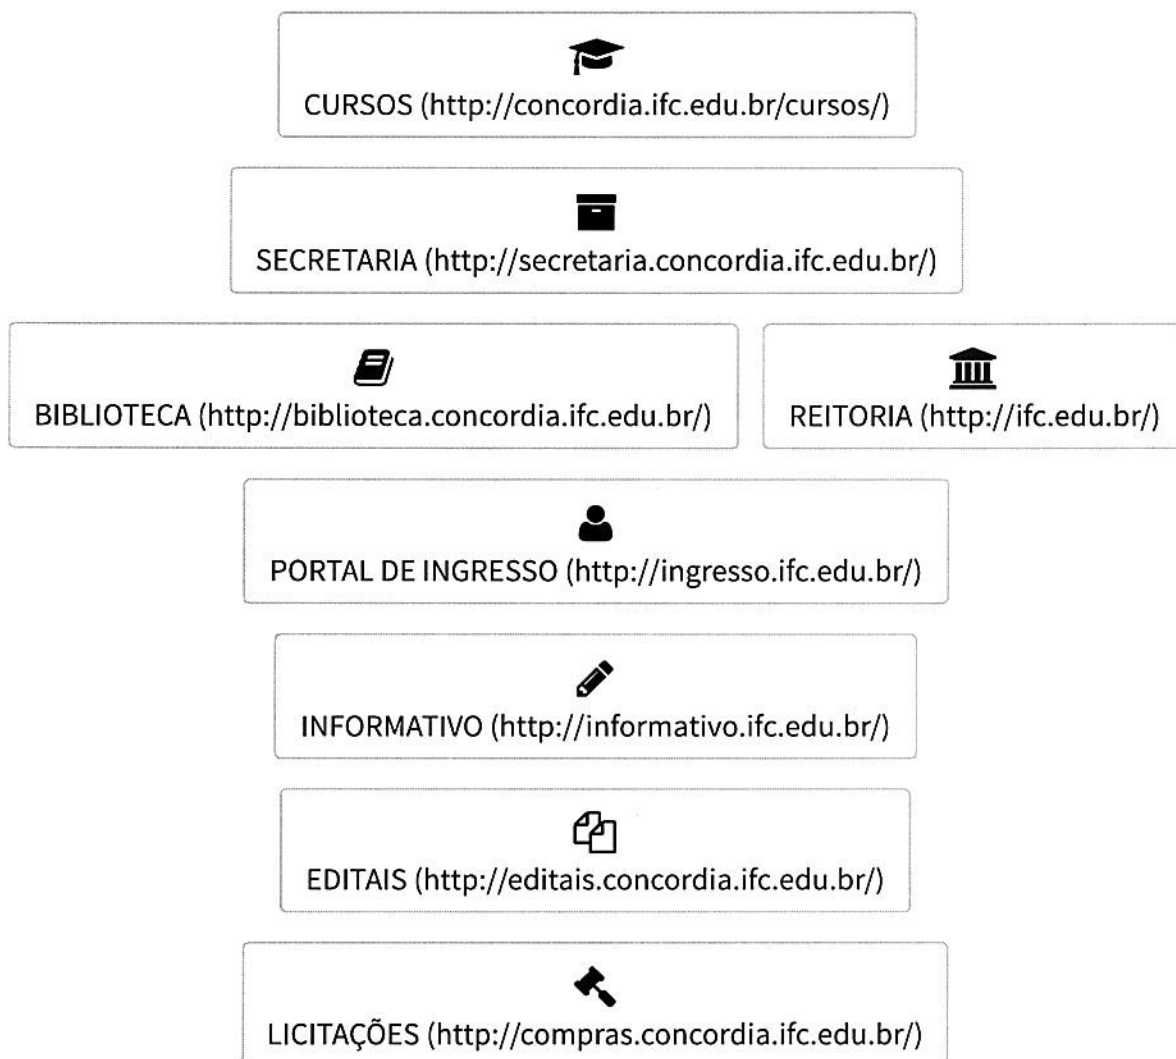 CURSOS (http://concordia.ifc.edu.br/cursos/)
SECRETARIA (http://secretaria.concordia.ifc.edu.br/)
BIBLIOTECA (http://biblioteca.concordia.ifc.edu.br/)
REITORIA (http://ifc.edu.br/)
PORTAL DE INGRESSO (http://ingresso.ifc.edu.br/)
INFORMATIVO (http://informativo.ifc.edu.br/)
EDITAIS (http://editais.concordia.ifc.edu.br/)
LICITAÇÕES (http://compras.concordia.ifc.edu.br/)